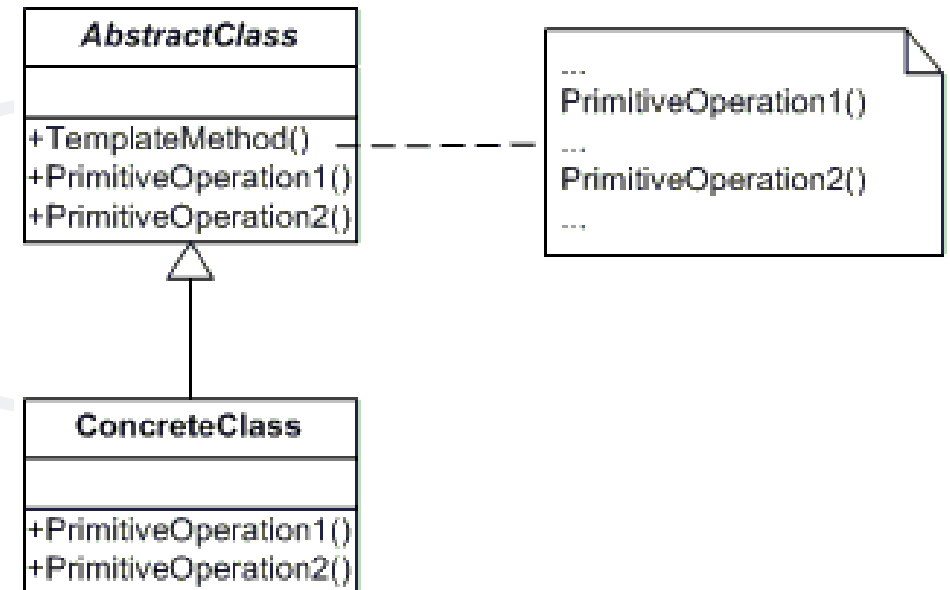 AbstractClass
+TemplateMethod()
+PrimitiveOperation1()
+PrimitiveOperation2()
...
PrimitiveOperation1()
...
PrimitiveOperation2()
...
ConcreteClass
+PrimitiveOperation1()
+PrimitiveOperation2()